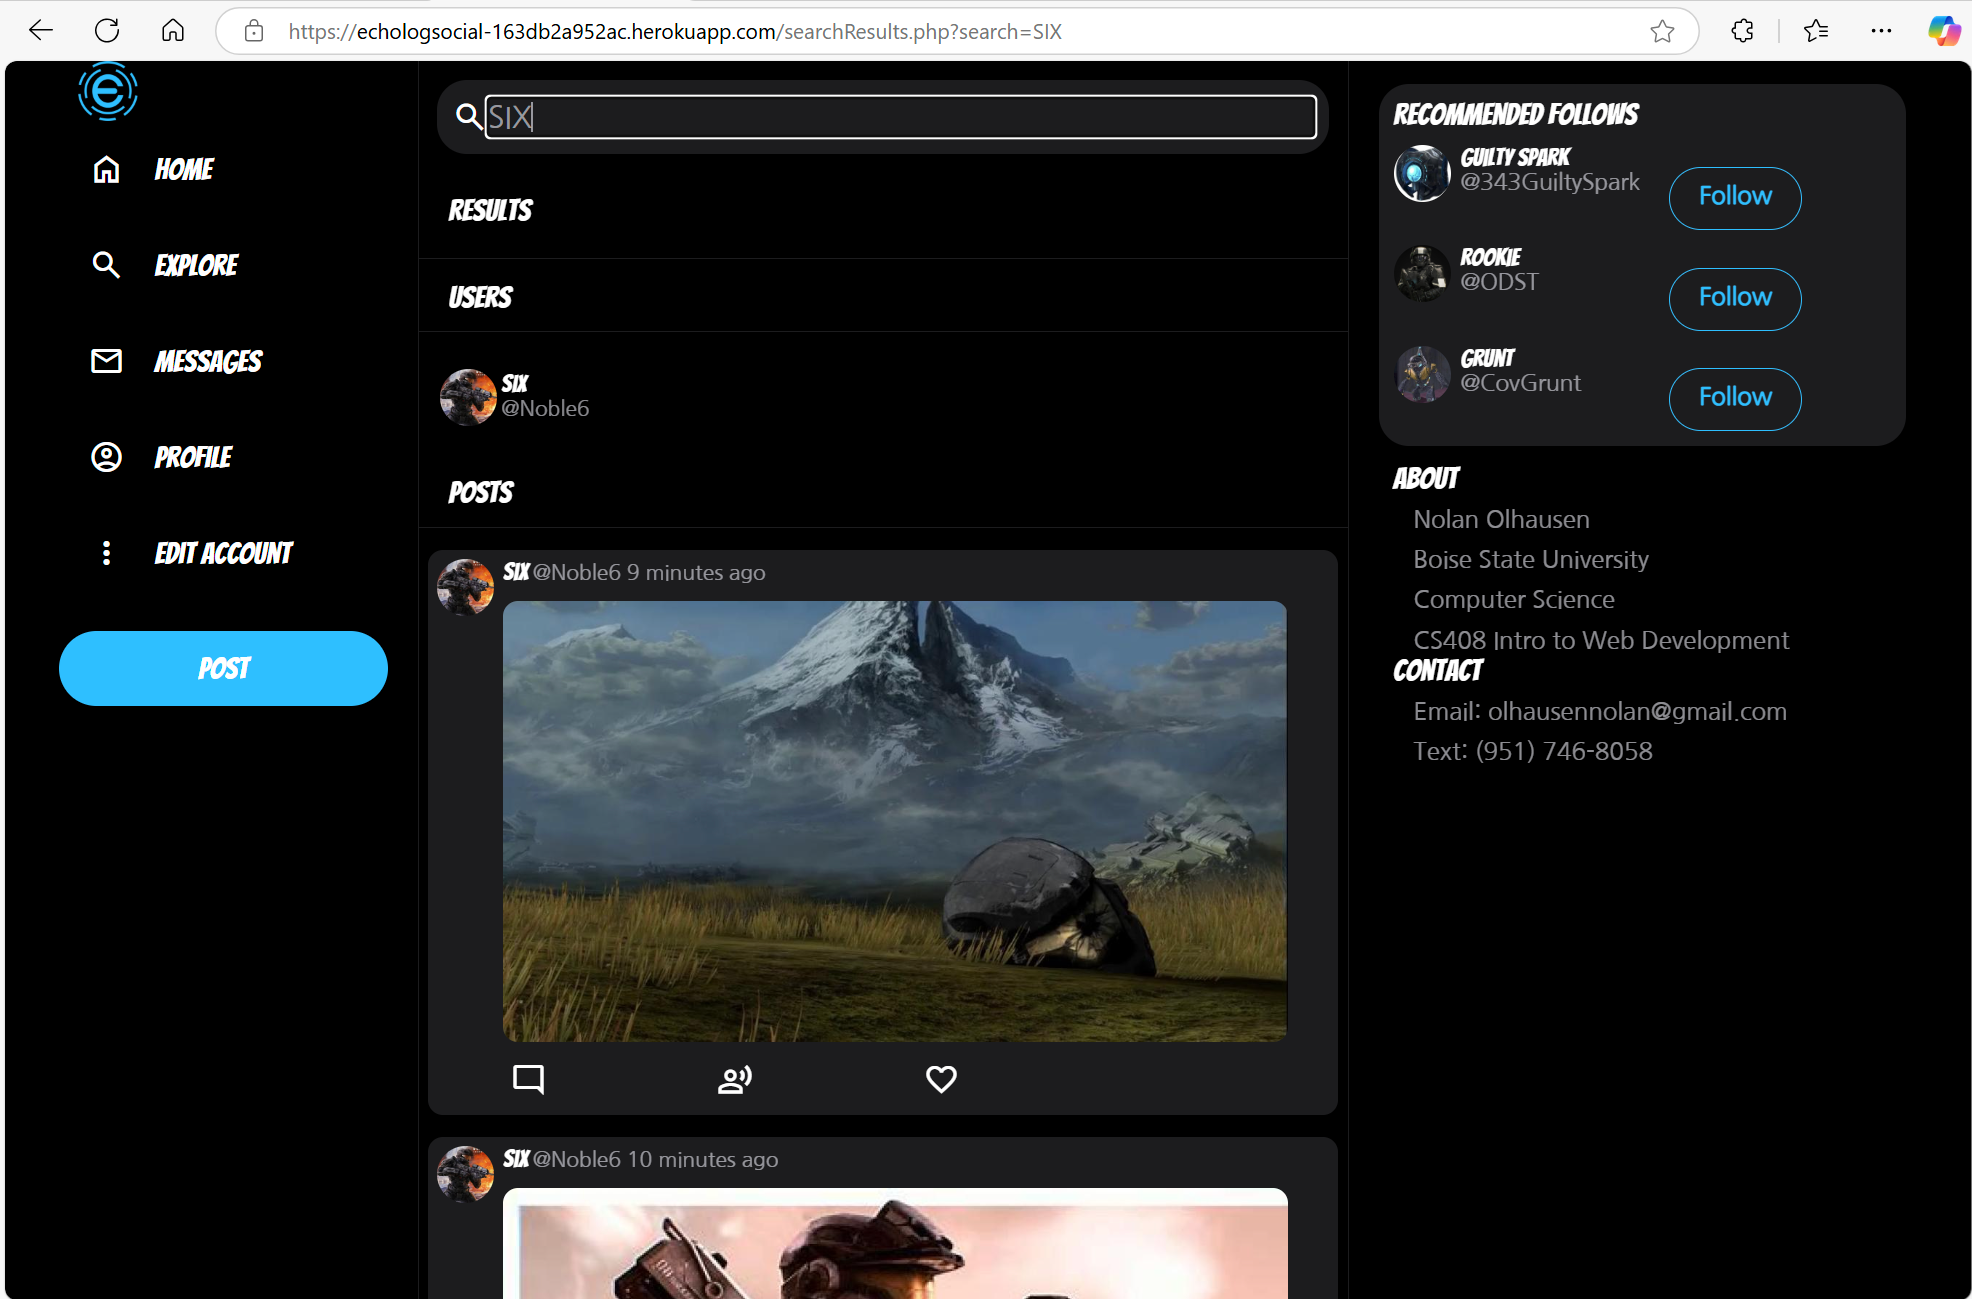 https://echologsocial-163db2a952ac.herokuapp.com/searchResults.php?search=SIX
HOME
EXPLORE
MESSAGES
PROFILE
EDIT ACCOUNT
POST
SIX
RESULTS
USERS
SIX
@Noble6
POSTS
SIX @Noble6 9 minutes ago
SIX @Noble6 10 minutes ago
RECOMMENDED FOLLOWS
GUILTY SPARK
@343GuiltySpark
Follow
ROOKIE
@ODST
Follow
GRUNT
@CovGrunt
Follow
ABOUT
Nolan Olhausen
Boise State University
Computer Science
CS408 Intro to Web Development
CONTACT
Email: olhausennolan@gmail.com
Text: (951) 746-8058